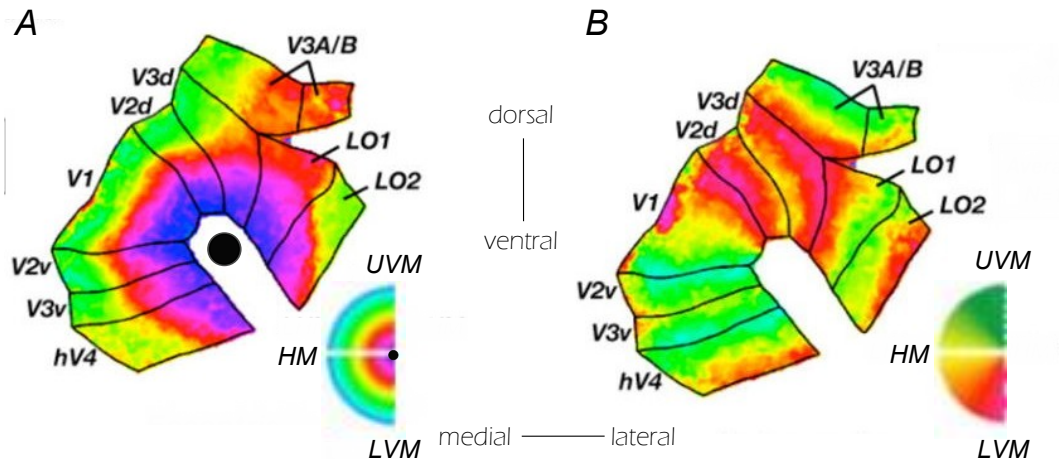 A
V3A/B
V3d
V2d
LO1
LO2
V1
V2v
V3v
hV4
UVM
HM
LVM
dorsal
ventral
medial
lateral
B
V3A/B
V3d
V2d
LO1
LO2
V1
V2v
V3v
hV4
UVM
HM
LVM